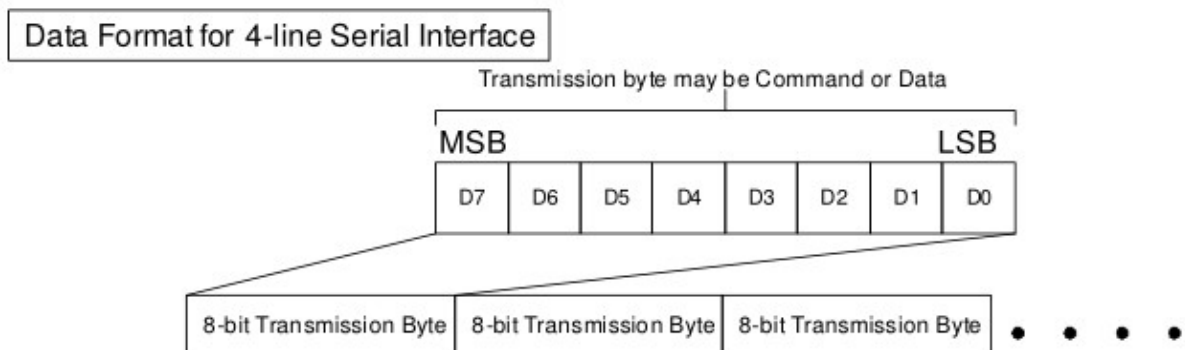 Data Format for 4-line Serial Interface
Transmission byte may be Command or Data
MSB LSB
D7 D6 D5 D4 D3 D2 D1 D0
8-bit Transmission Byte 8-bit Transmission Byte 8-bit Transmission Byte